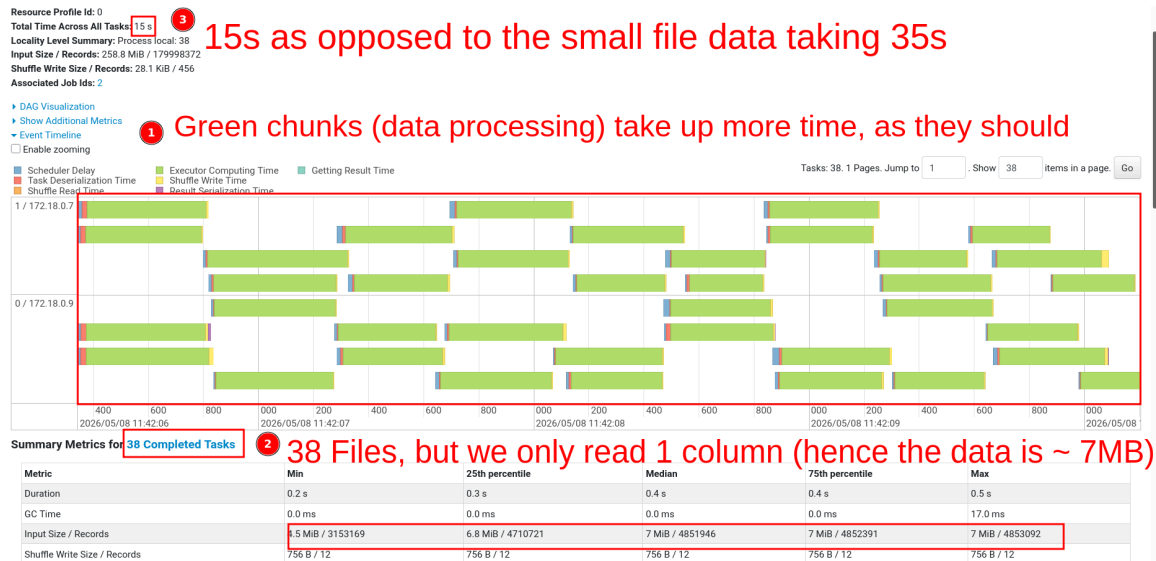 Resource Profile Id: 0
Total Time Across All Tasks: 15 s
3
15s as opposed to the small file data taking 35s
Locality Level Summary: Process local: 38
Input Size / Records: 258.8 MiB / 179998372
Shuffle Write Size / Records: 28.1 KiB / 456
Associated Job Ids: 2
DAG Visualization
Show Additional Metrics
Event Timeline
1
Green chunks (data processing) take up more time, as they should
Enable zooming
Scheduler Delay
Executor Computing Time
Getting Result Time
Task Deserialization Time
Shuffle Write Time
Shuffle Read Time
Result Serialization Time
Tasks: 38. 1 Pages. Jump to 1 . Show 38 items in a page. Go
1 / 172.18.0.7
0 / 172.18.0.9
400 600 800 000 200 400 600 800 000 200 400 600 800 000 200 400 600 800 000
2026/05/08 11:42:06 2026/05/08 11:42:07 2026/05/08 11:42:08 2026/05/08 11:42:09 2026/05/08
Summary Metrics for 38 Completed Tasks
2
38 Files, but we only read 1 column (hence the data is ~ 7MB)
Metric Min 25th percentile Median 75th percentile Max
Duration 0.2 s 0.3 s 0.4 s 0.4 s 0.5 s
GC Time 0.0 ms 0.0 ms 0.0 ms 0.0 ms 17.0 ms
Input Size / Records 4.5 MiB / 3153169 6.8 MiB / 4710721 7 MiB / 4851946 7 MiB / 4852391 7 MiB / 4853092
Shuffle Write Size / Records 756 B / 12 756 B / 12 756 B / 12 756 B / 12 756 B / 12